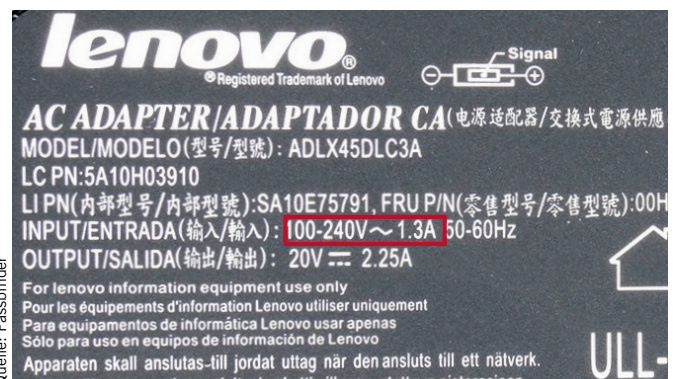 lenovo®
®Registered Trademark of Lenovo
Signal
AC ADAPTER/ADAPTADOR CA(电源适配器/交換式電源供應
MODEL/MODELO(型号/型號): ADLX45DLC3A
LC PN:5A10H03910
LI PN(内部型号/内部型號):SA10E75791, FRU P/N(零售型号/零售型號):00H
INPUT/ENTRADA(输入/輸入): 100-240V~1.3A 50-60Hz
OUTPUT/SALIDA(输出/輸出): 20V ⎓ 2.25A
For lenovo information equipment use only
Pour les équipements d'information Lenovo utiliser uniquement
Para equipamentos de informática Lenovo usar apenas
Sólo para uso en equipos de información de Lenovo
Apparaten skall anslutas-till jordat uttag när den ansluts till ett nätverk.
ULL-